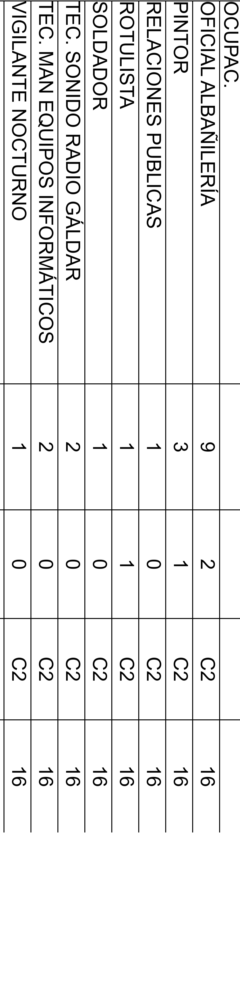 OCUPAC.
OFICIAL ALBAÑILERÍA 9 2 C2 16
PINTOR 3 1 C2 16
RELACIONES PUBLICAS 1 0 C2 16
ROTULISTA 1 1 C2 16
SOLDADOR 1 0 C2 16
TEC. SONIDO RADIO GÁLDAR 2 0 C2 16
TEC. MAN EQUIPOS INFORMÁTICOS 2 0 C2 16
VIGILANTE NOCTURNO 1 0 C2 16